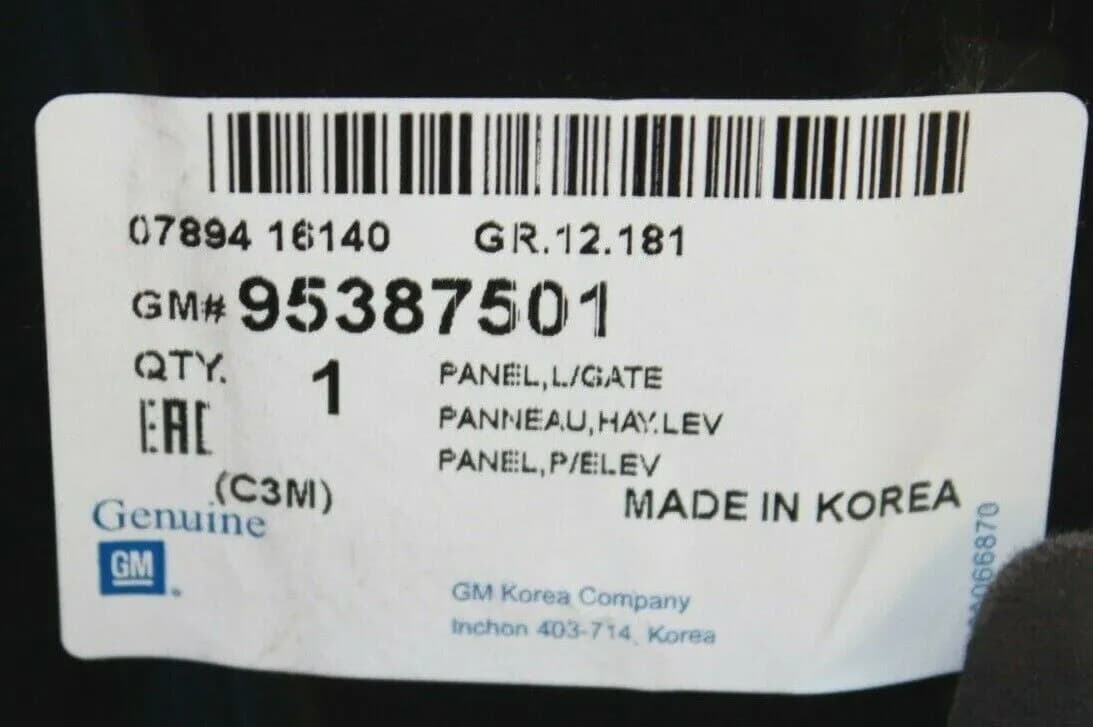 07894 16140 GR.12.181
GM# 95387501
QTY. 1 PANEL,L/GATE
PANNEAU,HAY.LEV
EAC PANEL,P/ELEV
(C3M) MADE IN KOREA
Genuine
GM
GM Korea Company
Inchon 403-714, Korea